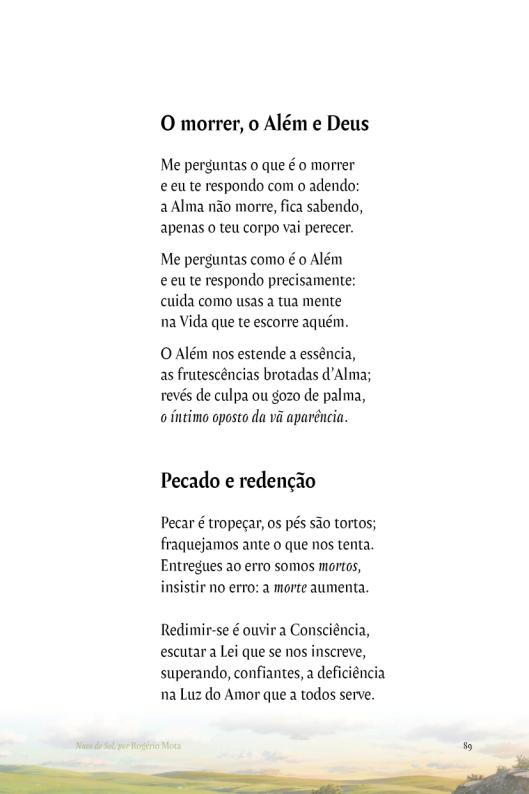 O morrer, o Além e Deus
Me perguntas o que é o morrer
e eu te respondo com o adendo:
a Alma não morre, fica sabendo,
apenas o teu corpo vai perecer.
Me perguntas como é o Além
e eu te respondo precisamente:
cuida como usas a tua mente
na Vida que te escorre aquém.
O Além nos estende a essência,
as frutescências brotadas d’Alma;
revés de culpa ou gozo de palma,
o íntimo oposto da vã aparência.
Pecado e redenção
Pecar é tropeçar, os pés são tortos;
fraquejamos ante o que nos tenta.
Entregues ao erro somos mortos,
insistir no erro: a morte aumenta.
Redimir-se é ouvir a Consciência,
escutar a Lei que se nos inscreve,
superando, confiantes, a deficiência
na Luz do Amor que a todos serve.
de Sol, por Rogério Mota
89